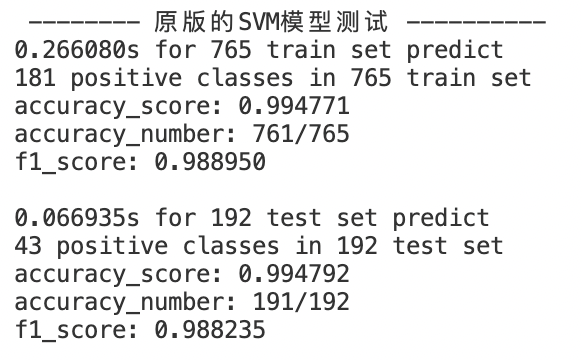 -------- 原版的SVM模型测试 ----------
0.266080s for 765 train set predict
181 positive classes in 765 train set
accuracy_score: 0.994771
accuracy_number: 761/765
f1_score: 0.988950
0.066935s for 192 test set predict
43 positive classes in 192 test set
accuracy_score: 0.994792
accuracy_number: 191/192
f1_score: 0.988235